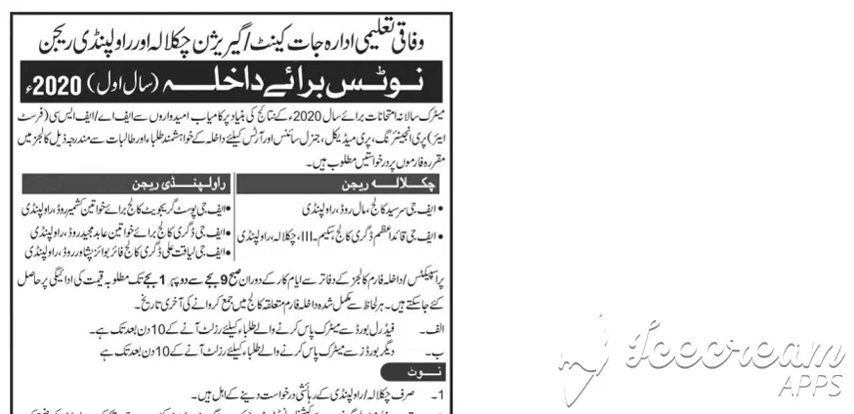 وفاقی تعلیمی ادارہ جات کینٹ/گیریژن چکلالہ اور راولپنڈی ریجن
نوٹس برائے داخلہ (سال اول) 2020ء
میٹرک سالانہ امتحانات برائے سال 2020ء کے نتائج کی بنیاد پر کامیاب امیدواروں سے ایف اے/ایف ایس سی (فرسٹ
ایئر) پری انجینئرنگ، پری میڈیکل، جنرل سائنس اور آرٹس کیلئے داخلہ کے خواہشمند طلباء اور طالبات سے مندرجہ ذیل کالجز میں
مقررہ فارموں پر درخواستیں مطلوب ہیں۔
چکلالہ ریجن
راولپنڈی ریجن
• ایف جی سرسید کالج، مال روڈ، راولپنڈی
• ایف جی پوسٹ گریجویٹ کالج برائے خواتین کشمیر روڈ، راولپنڈی
• ایف جی قائداعظم ڈگری کالج سکیم۔III، چکلالہ، راولپنڈی
• ایف جی ڈگری کالج برائے خواتین عابد مجید روڈ، راولپنڈی
• ایف جی لیاقت علی ڈگری کالج فار بوائز پشاور روڈ، راولپنڈی
پراسپیکٹس/داخلہ فارم کالجز کے دفاتر سے ایام کار کے دوران صبح 9 بجے سے دوپہر 1 بجے تک مطلوبہ قیمت کی ادائیگی پر حاصل
کئے جاسکتے ہیں۔ ہر لحاظ سے مکمل شدہ داخلہ فارم متعلقہ کالج میں جمع کروانے کی آخری تاریخ۔
الف۔ فیڈرل بورڈ سے میٹرک پاس کرنے والے طلباء کیلئے رزلٹ آنے کے 10 دن بعد تک ہے۔
ب۔ دیگر بورڈز سے میٹرک پاس کرنے والے طلباء کیلئے رزلٹ آنے کے 10 دن بعد تک ہے۔
نوٹ
1۔ صرف چکلالہ/راولپنڈی کے رہائشی درخواست دینے کے اہل ہیں۔
Icecream
APPS